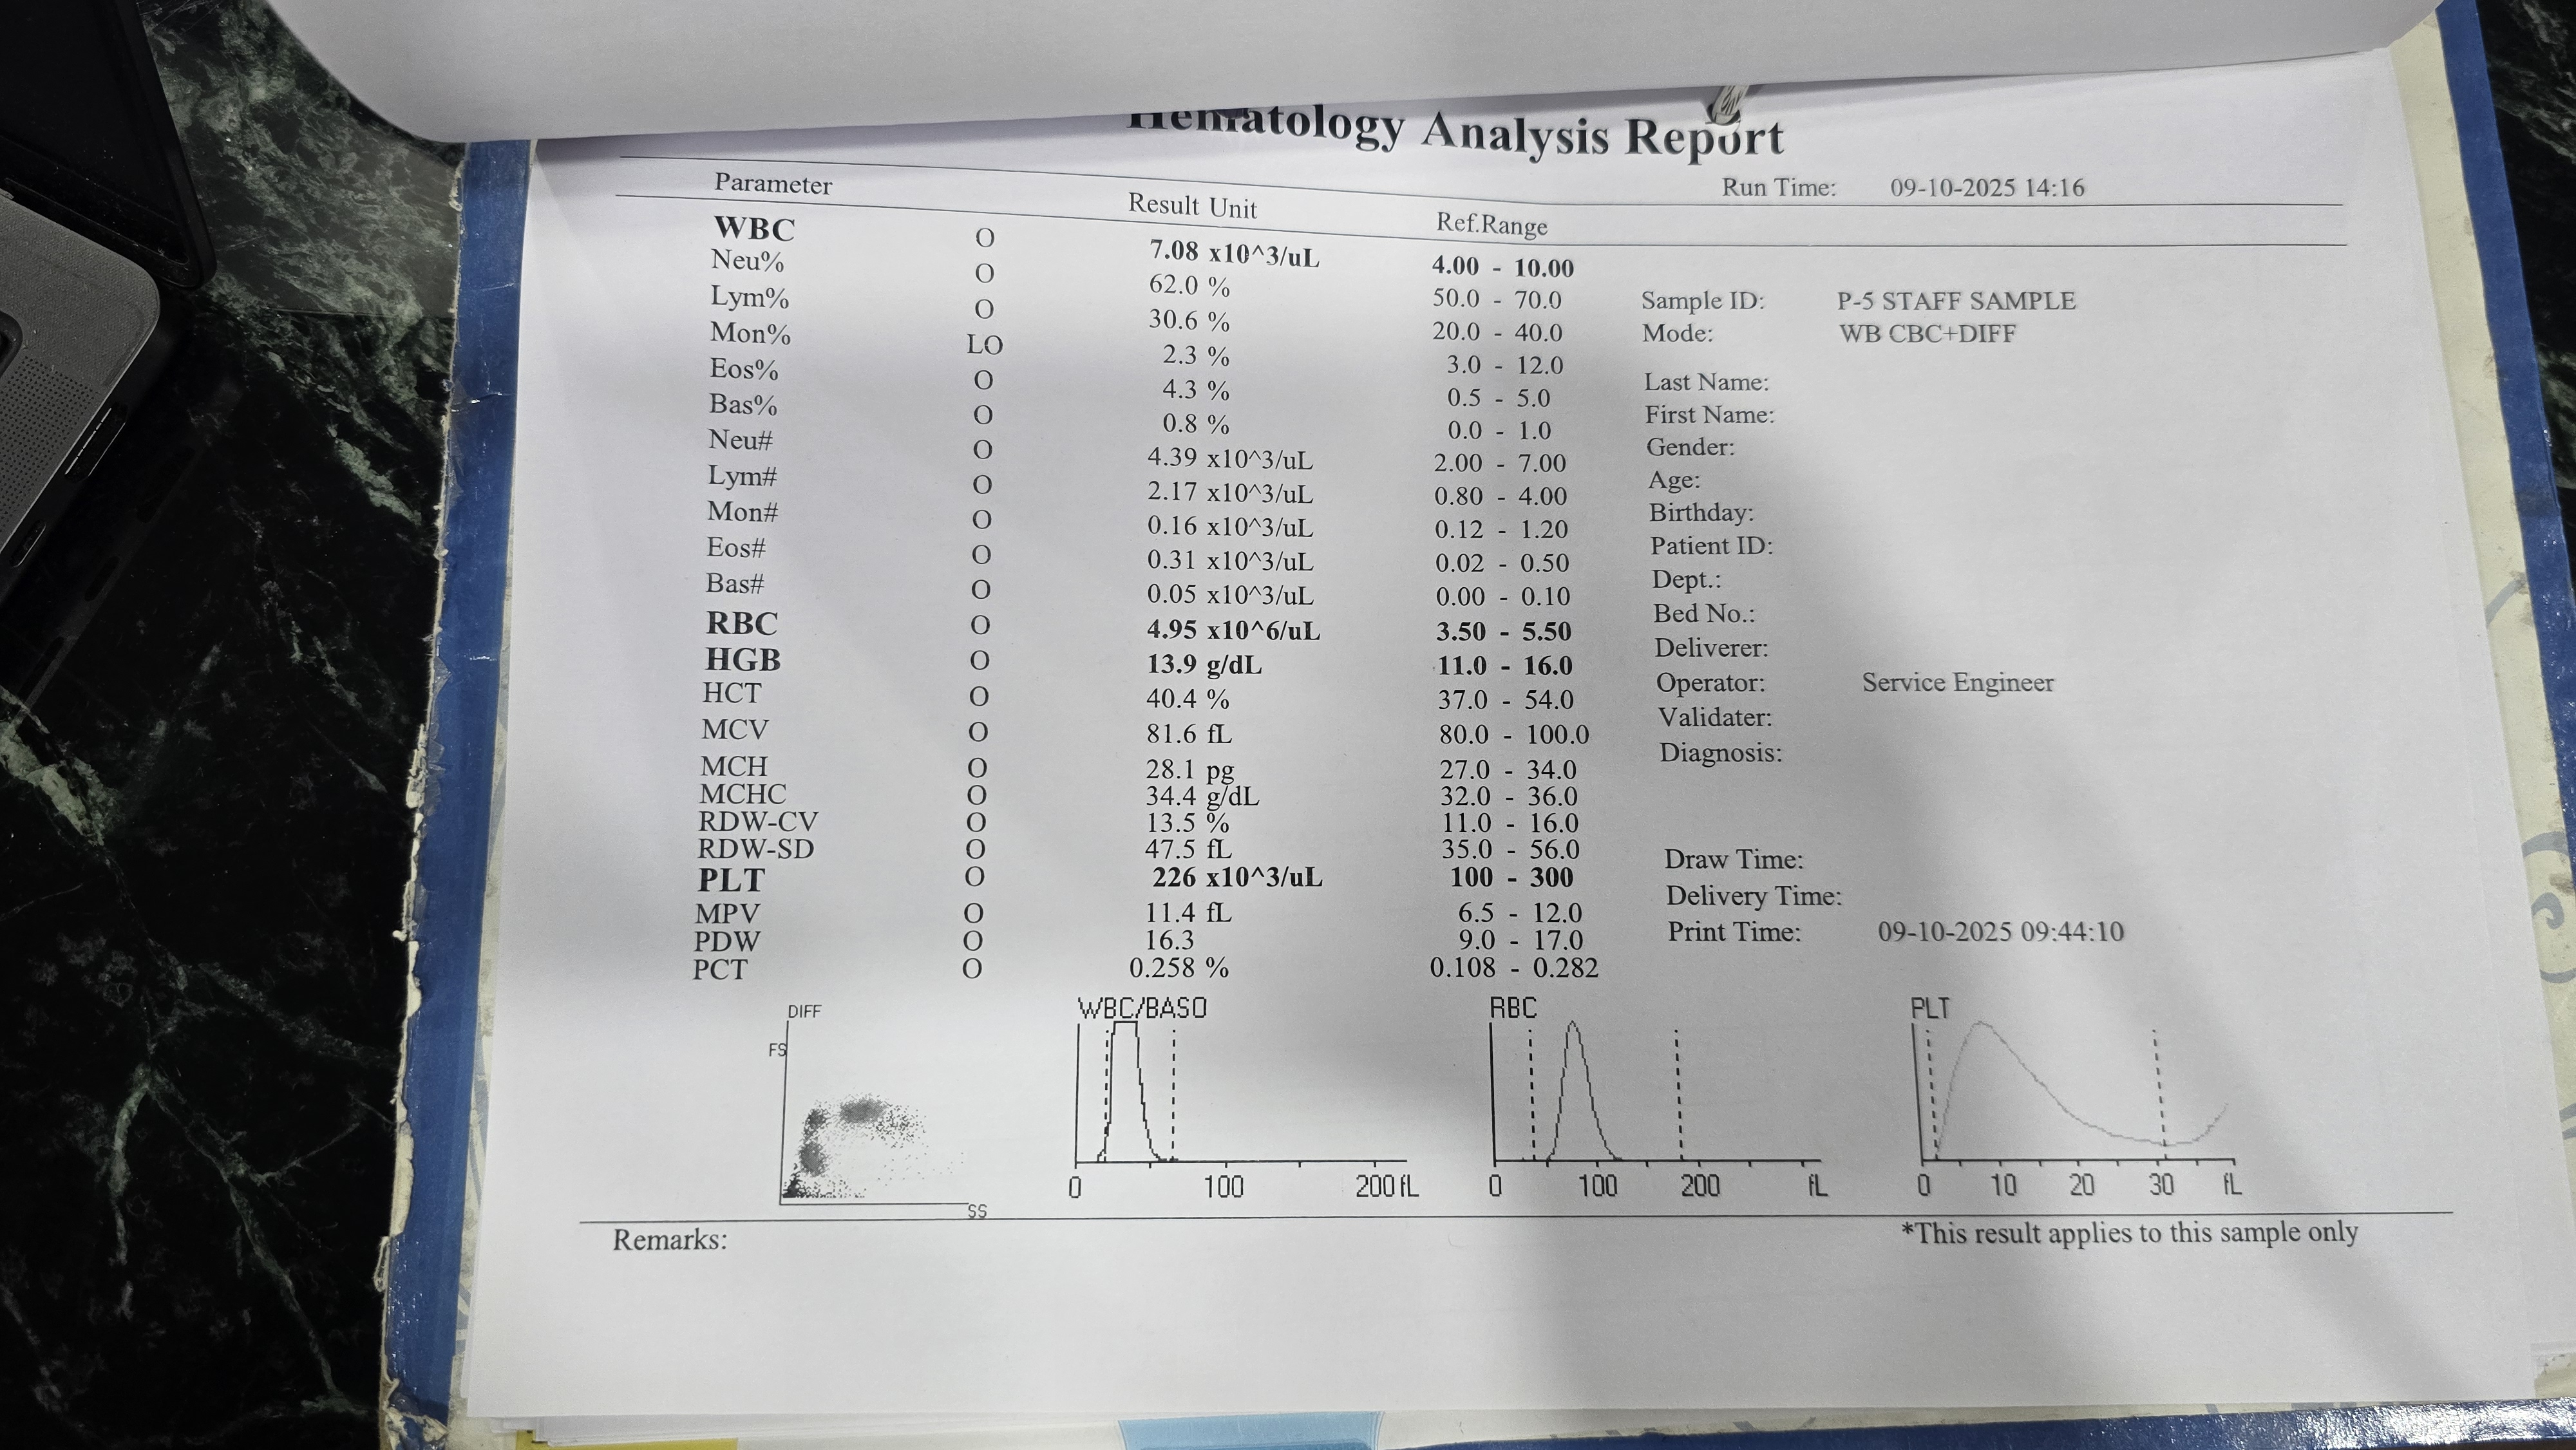 Hematology Analysis Report
Run Time: 09-10-2025 14:16
Parameter Result Unit Ref.Range
WBC O 7.08 x10^3/uL 4.00 - 10.00
Neu% O 62.0 % 50.0 - 70.0
Lym% O 30.6 % 20.0 - 40.0
Mon% LO 2.3 % 3.0 - 12.0
Eos% O 4.3 % 0.5 - 5.0
Bas% O 0.8 % 0.0 - 1.0
Neu# O 4.39 x10^3/uL 2.00 - 7.00
Lym# O 2.17 x10^3/uL 0.80 - 4.00
Mon# O 0.16 x10^3/uL 0.12 - 1.20
Eos# O 0.31 x10^3/uL 0.02 - 0.50
Bas# O 0.05 x10^3/uL 0.00 - 0.10
RBC O 4.95 x10^6/uL 3.50 - 5.50
HGB O 13.9 g/dL 11.0 - 16.0
HCT O 40.4 % 37.0 - 54.0
MCV O 81.6 fL 80.0 - 100.0
MCH O 28.1 pg 27.0 - 34.0
MCHC O 34.4 g/dL 32.0 - 36.0
RDW-CV O 13.5 % 11.0 - 16.0
RDW-SD O 47.5 fL 35.0 - 56.0
PLT O 226 x10^3/uL 100 - 300
MPV O 11.4 fL 6.5 - 12.0
PDW O 16.3 9.0 - 17.0
PCT O 0.258 % 0.108 - 0.282
Sample ID: P-5 STAFF SAMPLE
Mode: WB CBC+DIFF
Last Name:
First Name:
Gender:
Age:
Birthday:
Patient ID:
Dept.:
Bed No.:
Deliverer:
Operator: Service Engineer
Validater:
Diagnosis:
Draw Time:
Delivery Time:
Print Time: 09-10-2025 09:44:10
DIFF WBC/BASO RBC PLT
FS
SS
0 100 200 fL
0 100 200 fL
0 10 20 30 fL
Remarks: *This result applies to this sample only